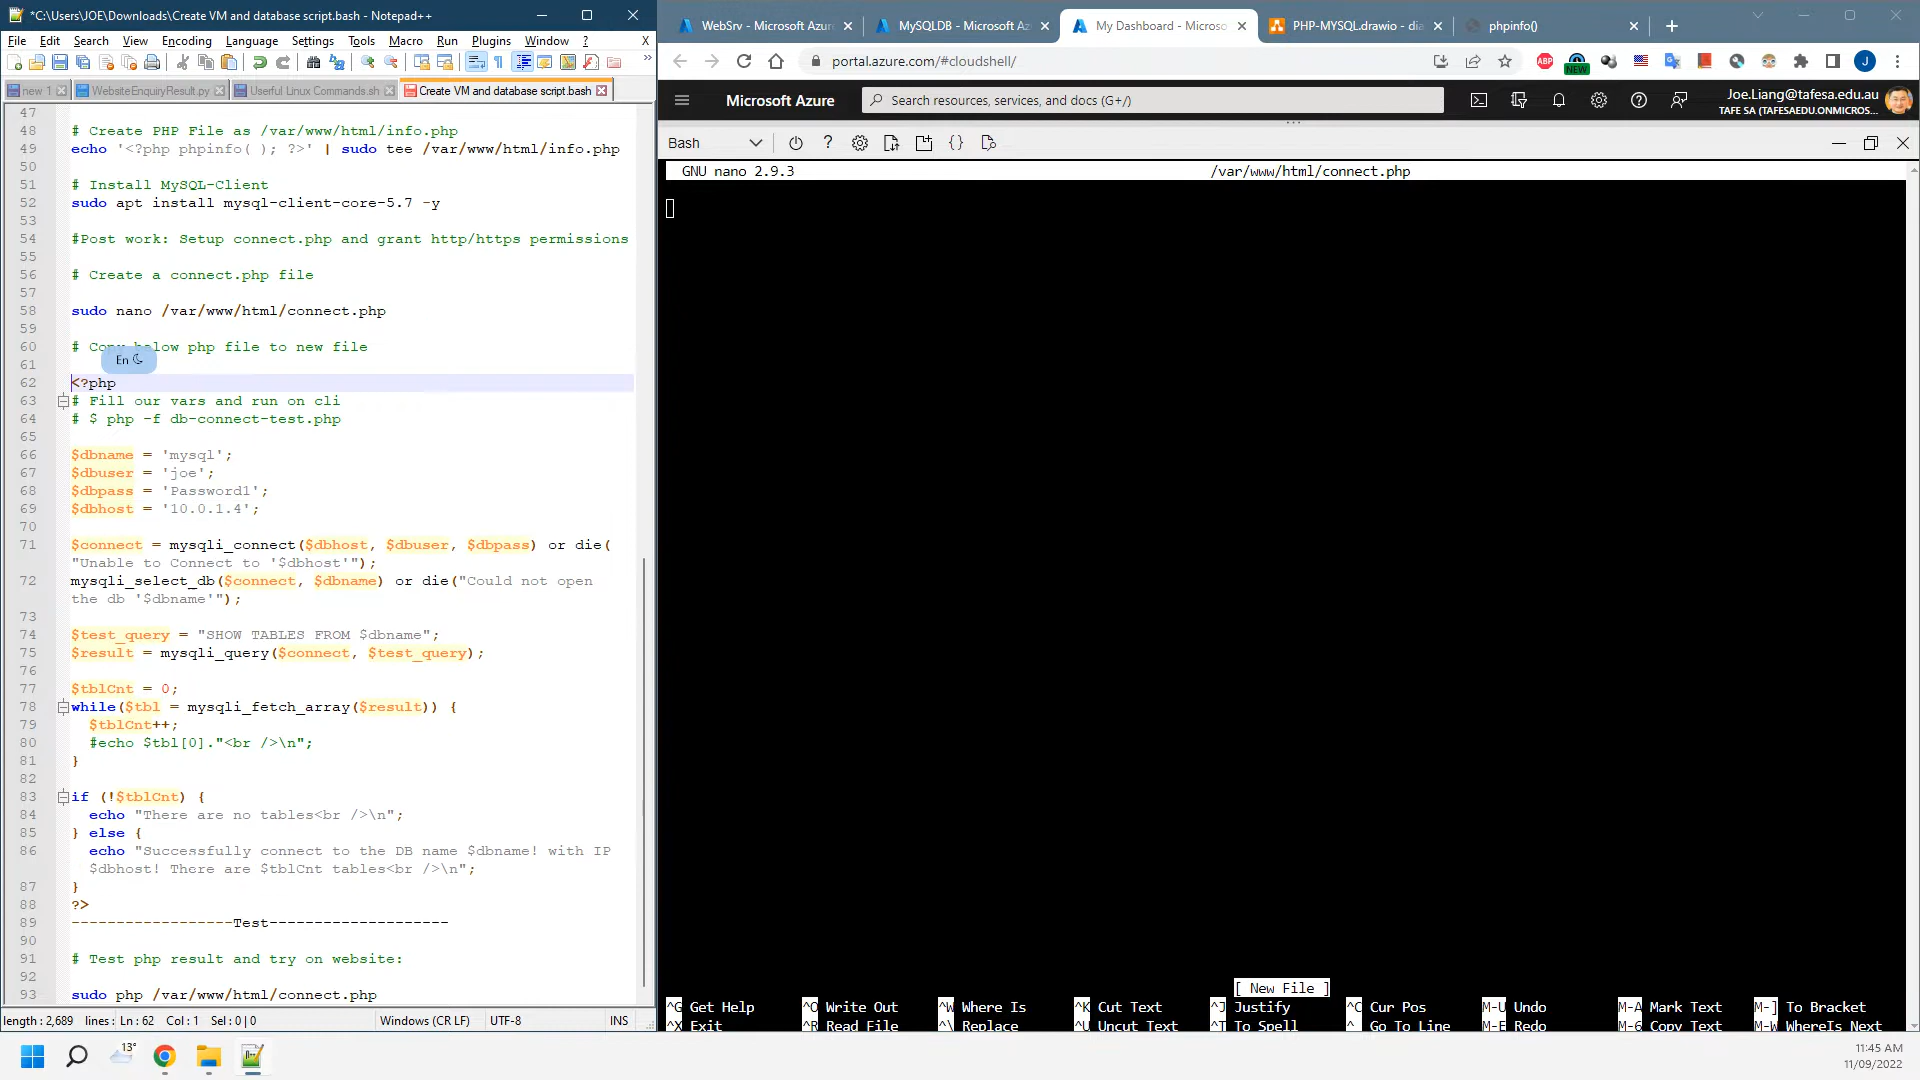 *C:\Users\JOE\Downloads\Create VM and database script.bash - Notepad++
File Edit Search View Encoding Language Settings Tools Macro Run Plugins Window ? X
new 1 WebsiteEnquiryResult.py Userful Linux Commands.sh Create VM and database script.bash
47
48 # Create PHP File as /var/www/html/info.php
49 echo '<?php phpinfo( ); ?>' | sudo tee /var/www/html/info.php
50
51 # Install MySQL-Client
52 sudo apt install mysql-client-core-5.7 -y
53
54 #Post work: Setup connect.php and grant http/https permissions
55
56 # Create a connect.php file
57
58 sudo nano /var/www/html/connect.php
59
60 # Copy below php file to new file
En
61
62 <?php
63 # Fill our vars and run on cli
64 # $ php -f db-connect-test.php
65
66 $dbname = 'mysql';
67 $dbuser = 'joe';
68 $dbpass = 'Password1';
69 $dbhost = '10.0.1.4';
70
71 $connect = mysqli_connect($dbhost, $dbuser, $dbpass) or die(
"Unable to Connect to '$dbhost'");
72 mysqli_select_db($connect, $dbname) or die("Could not open
the db '$dbname'");
73
74 $test_query = "SHOW TABLES FROM $dbname";
75 $result = mysqli_query($connect, $test_query);
76
77 $tblCnt = 0;
78 while($tbl = mysqli_fetch_array($result)) {
79 $tblCnt++;
80 #echo $tbl[0]."<br />\n";
81 }
82
83 if (!$tblCnt) {
84 echo "There are no tables<br />\n";
85 } else {
86 echo "Successfully connect to the DB name $dbname! with IP
$dbhost! There are $tblCnt tables<br />\n";
87 }
88 ?>
89 ------------------Test--------------------
90
91 # Test php result and try on website:
92
93 sudo php /var/www/html/connect.php
length : 2,689 lines : Ln : 62 Col : 1 Sel : 0 | 0 Windows (CR LF) UTF-8 INS
WebSrv - Microsoft Azure MySQLDB - Microsoft Az My Dashboard - Microso PHP-MYSQL.drawio - dia phpinfo()
portal.azure.com/#cloudshell/
ABP NEW J
Microsoft Azure Search resources, services, and docs (G+/) Joe.Liang@tafesa.edu.au
TAFE SA (TAFESAEDU.ONMICROS...
Bash ? {}
GNU nano 2.9.3 /var/www/html/connect.php
[ New File ]
^G Get Help ^O Write Out ^W Where Is ^K Cut Text ^J Justify ^C Cur Pos M-U Undo M-A Mark Text M-] To Bracket
^X Exit ^R Read File ^\ Replace ^U Uncut Text ^T To Spell ^_ Go To Line M-E Redo M-6 Copy Text M-W WhereIs Next
13°
11:45 AM
11/09/2022